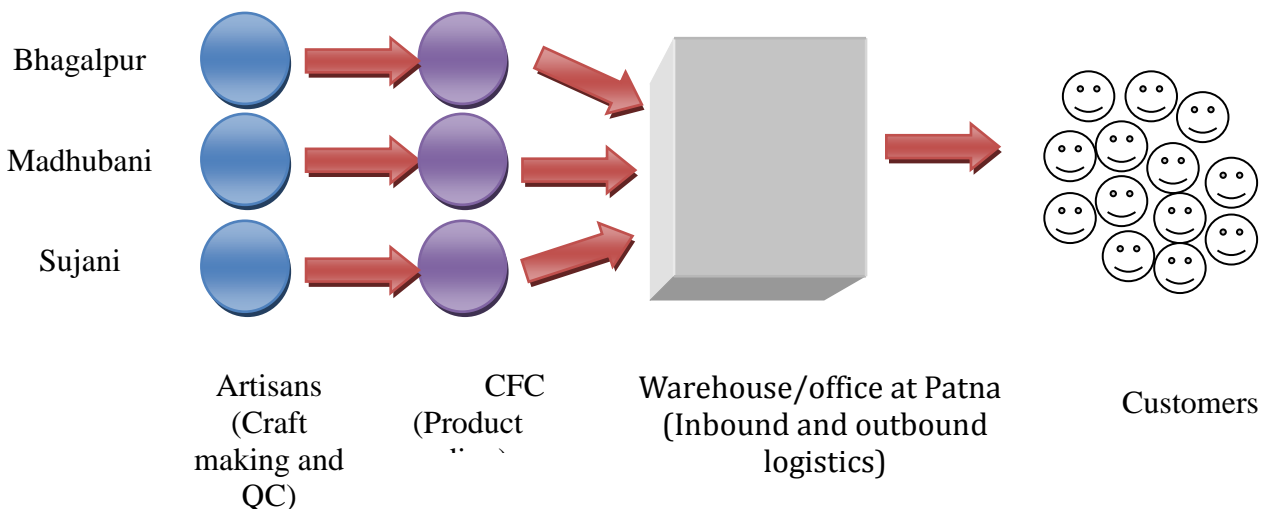 Bhagalpur
Madhubani
Sujani
Artisans
(Craft
making and
QC)
CFC
(Product
Warehouse/office at Patna
(Inbound and outbound
logistics)
Customers